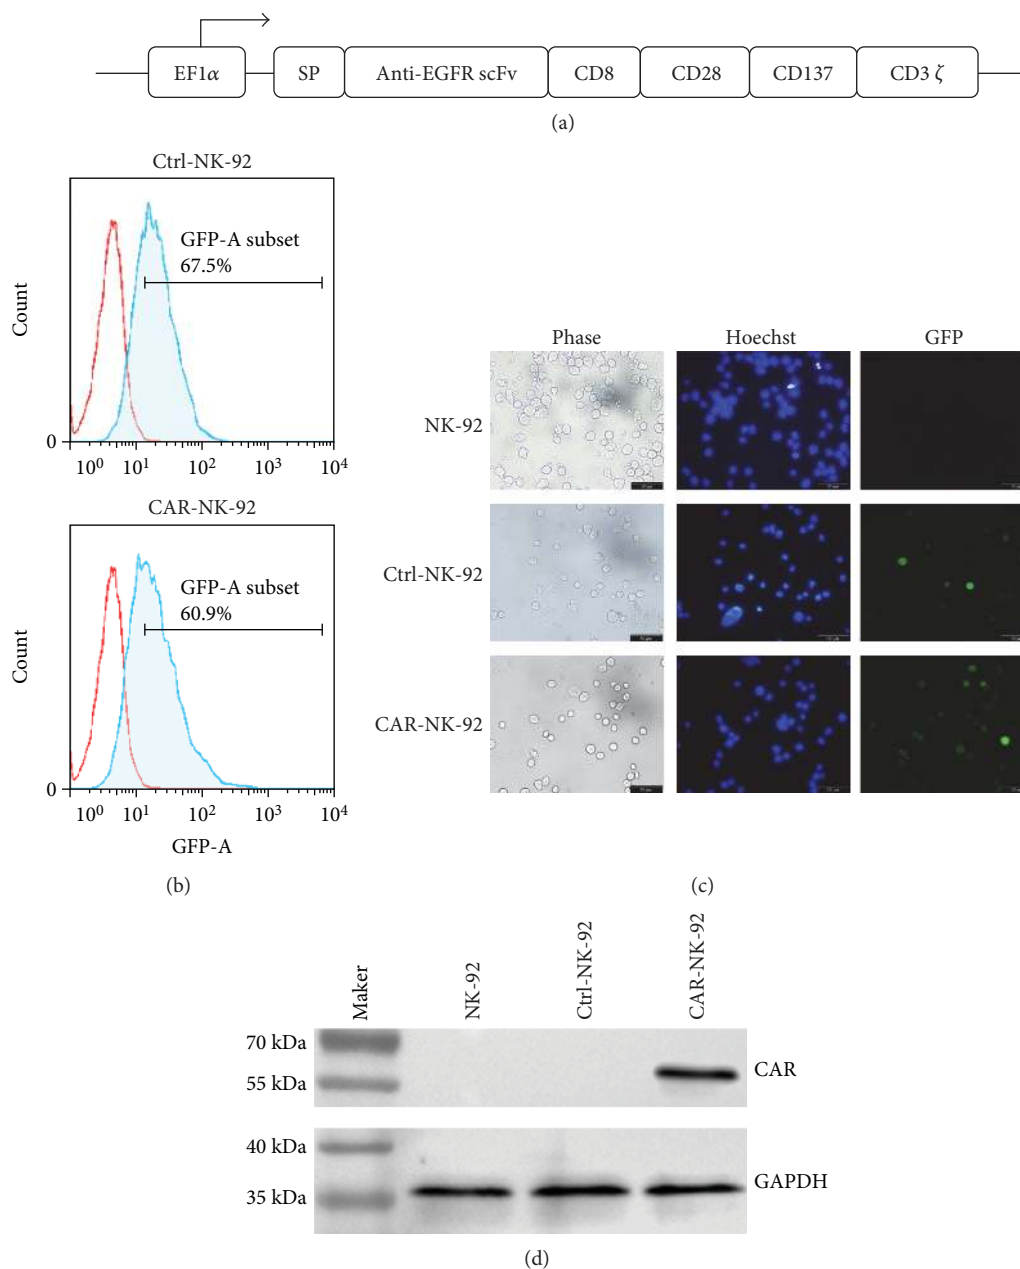 EF1α SP Anti-EGFR scFv CD8 CD28 CD137 CD3 ζ
(a)
Ctrl-NK-92
GFP-A subset
67.5%
Count
0
10⁰ 10¹ 10² 10³ 10⁴
CAR-NK-92
GFP-A subset
60.9%
Count
0
10⁰ 10¹ 10² 10³ 10⁴
GFP-A
(b)
Phase Hoechst GFP
NK-92
Ctrl-NK-92
CAR-NK-92
(c)
Maker
NK-92
Ctrl-NK-92
CAR-NK-92
70 kDa
55 kDa
CAR
40 kDa
35 kDa
GAPDH
(d)